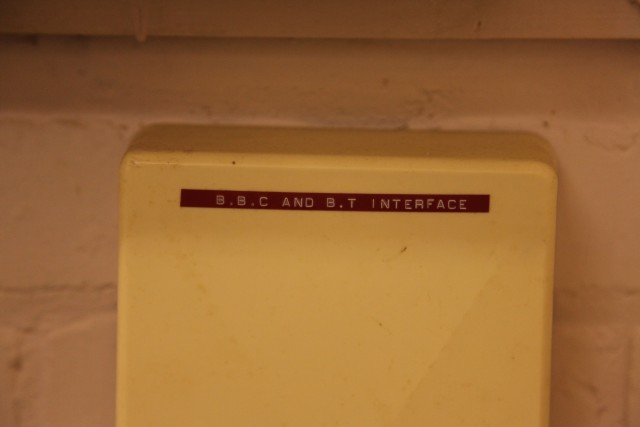 B.B.C AND B.T INTERFACE